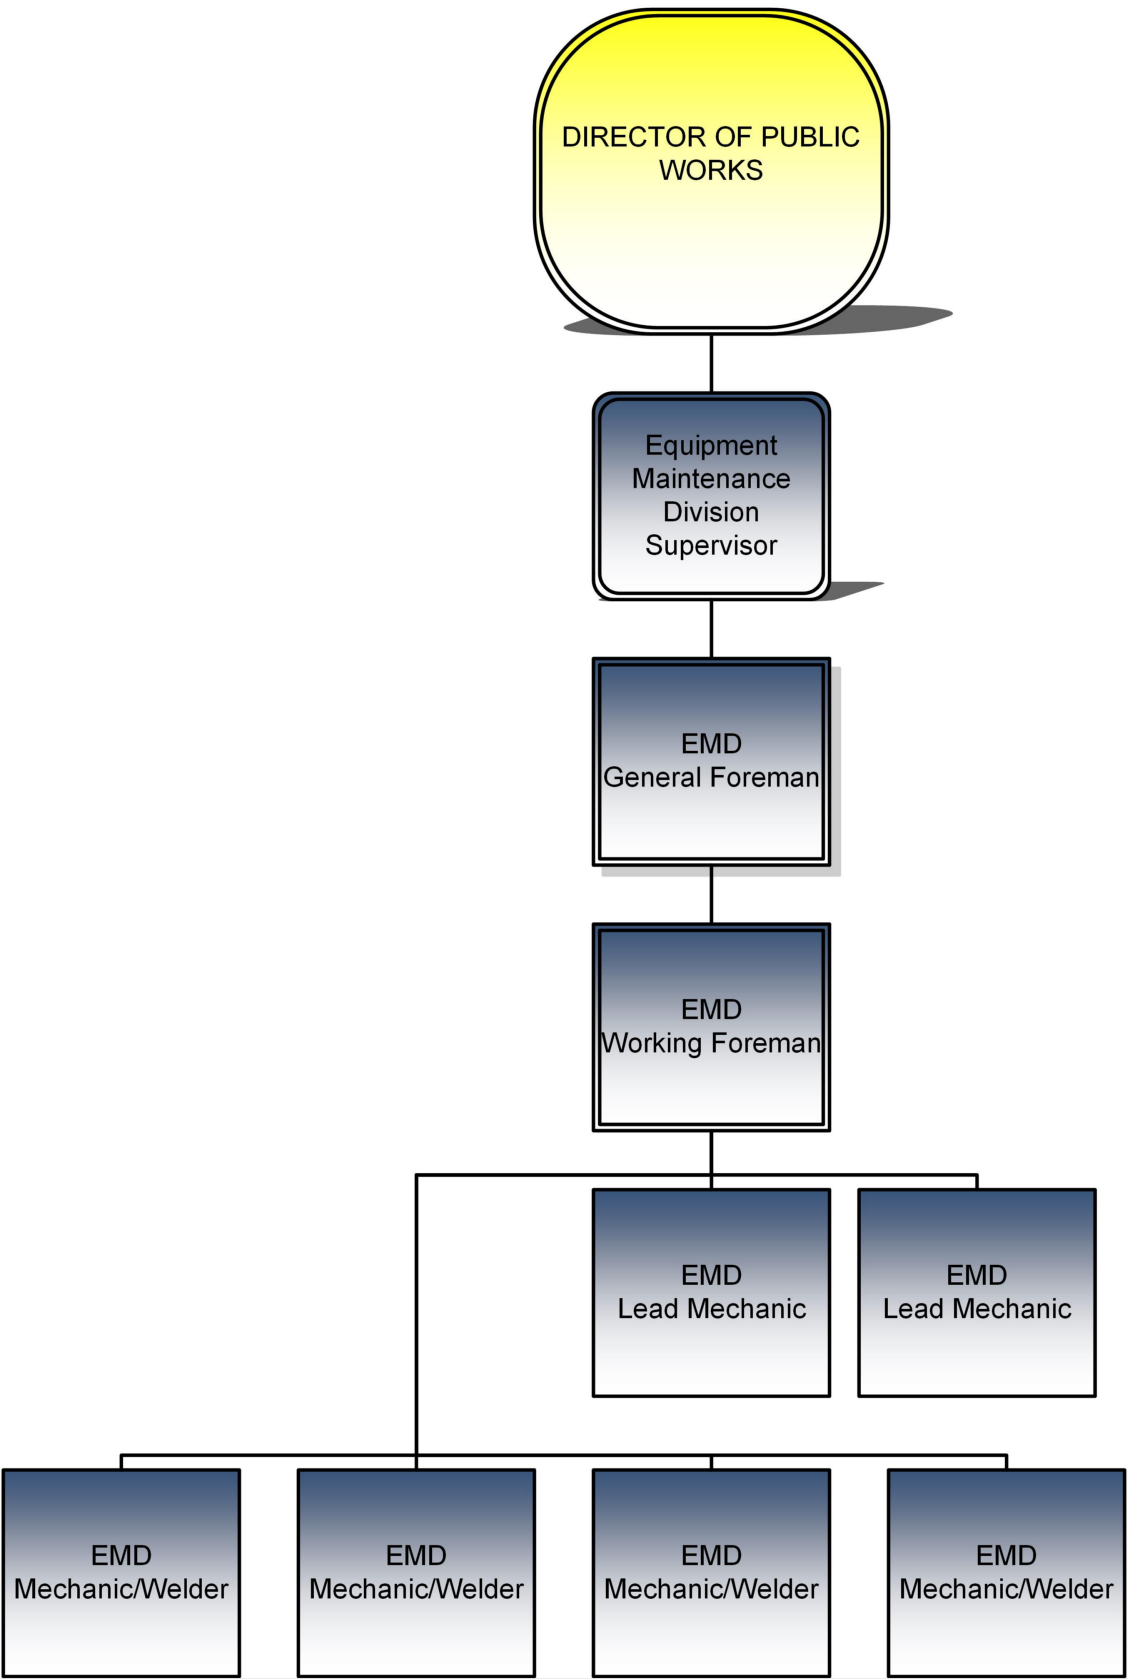 DIRECTOR OF PUBLIC
WORKS
Equipment
Maintenance
Division
Supervisor
EMD
General Foreman
EMD
Working Foreman
EMD
Lead Mechanic
EMD
Lead Mechanic
EMD
Mechanic/Welder
EMD
Mechanic/Welder
EMD
Mechanic/Welder
EMD
Mechanic/Welder